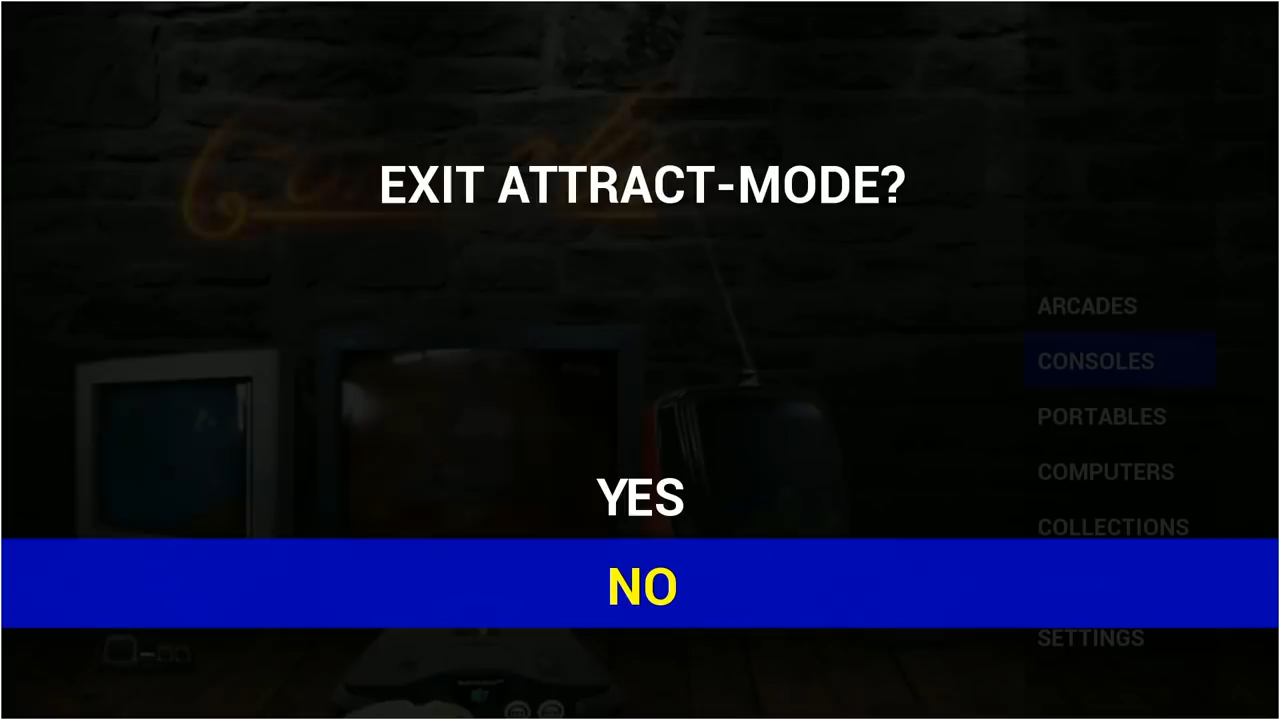 EXIT ATTRACT-MODE?
ARCADES
CONSOLES
PORTABLES
COMPUTERS
YES
COLLECTIONS
NO
SETTINGS